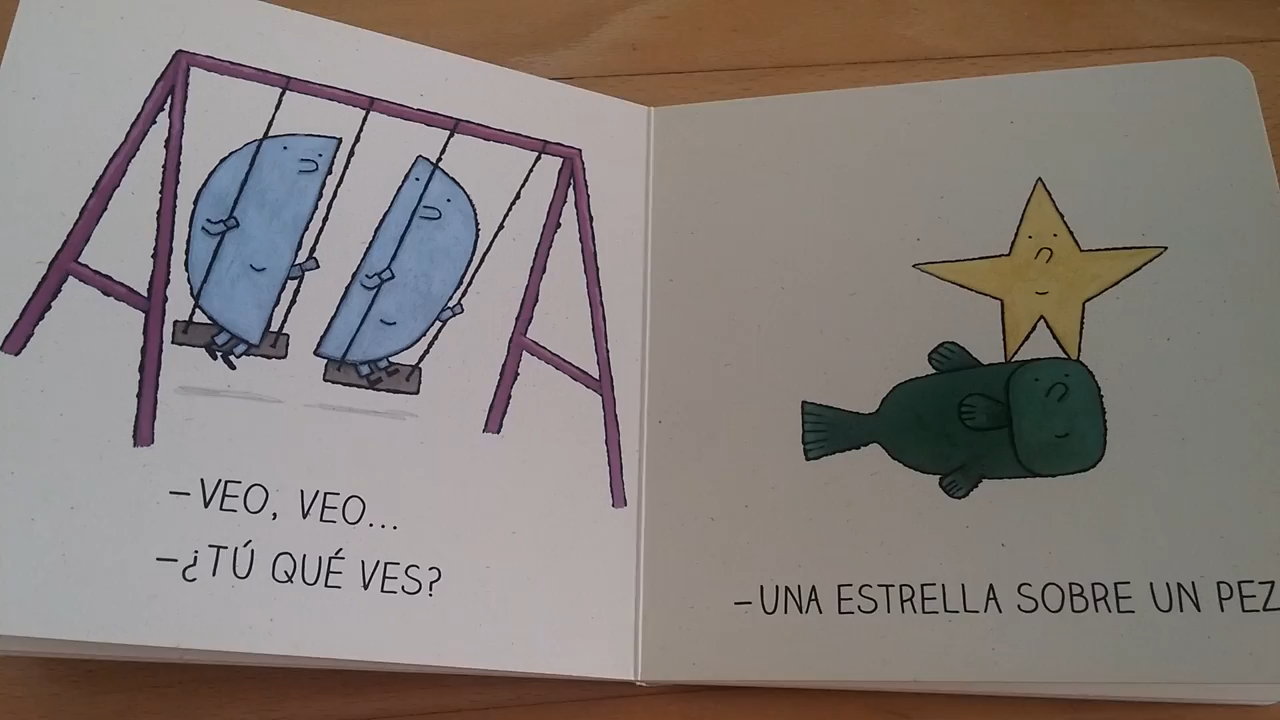 –VEO, VEO...
–¿TÚ QUÉ VES?
–UNA ESTRELLA SOBRE UN PEZ